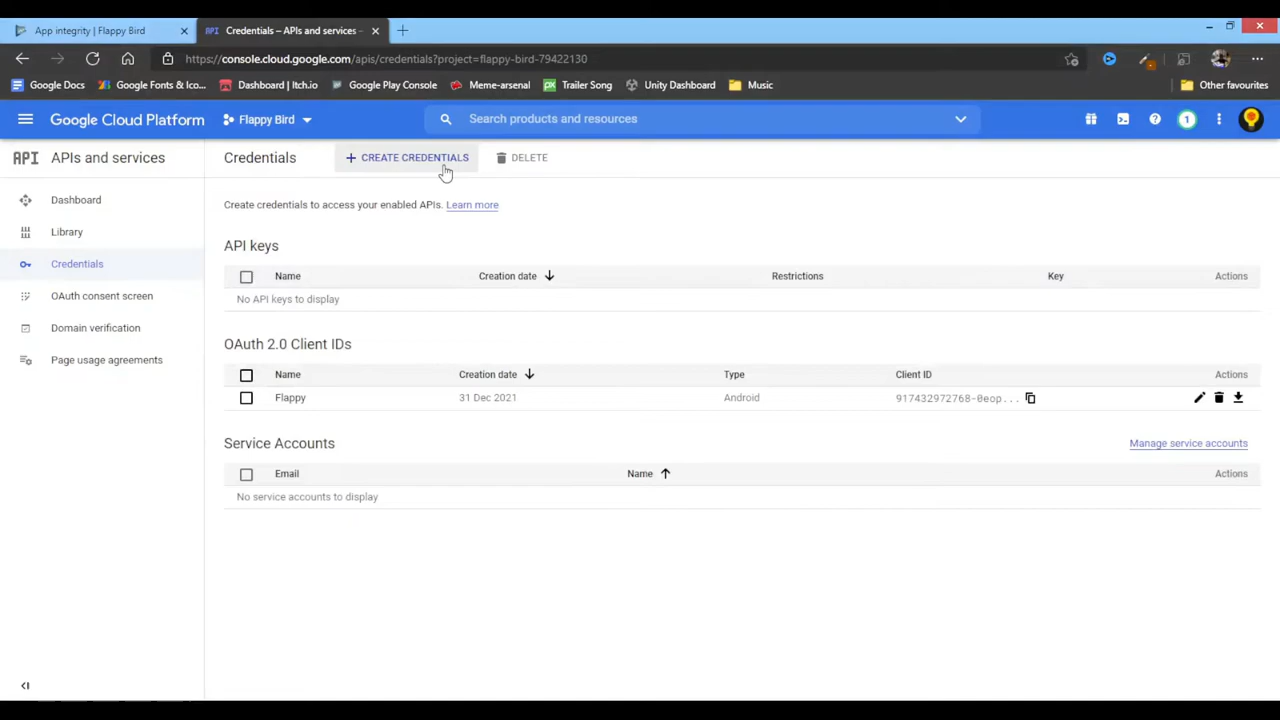 App integrity | Flappy Bird
API Credentials – APIs and services –
https://console.cloud.google.com/apis/credentials?project=flappy-bird-79422130
Google Docs Google Fonts & Ico... Dashboard | Itch.io Google Play Console Meme-arsenal Trailer Song Unity Dashboard Music Other favourites
Google Cloud Platform Flappy Bird Search products and resources 1
API APIs and services Credentials + CREATE CREDENTIALS DELETE
Dashboard
Library
Credentials
OAuth consent screen
Domain verification
Page usage agreements
Create credentials to access your enabled APIs. Learn more
API keys
Name Creation date Restrictions Key Actions
No API keys to display
OAuth 2.0 Client IDs
Name Creation date Type Client ID Actions
Flappy 31 Dec 2021 Android 917432972768-0eop...
Service Accounts Manage service accounts
Email Name Actions
No service accounts to display